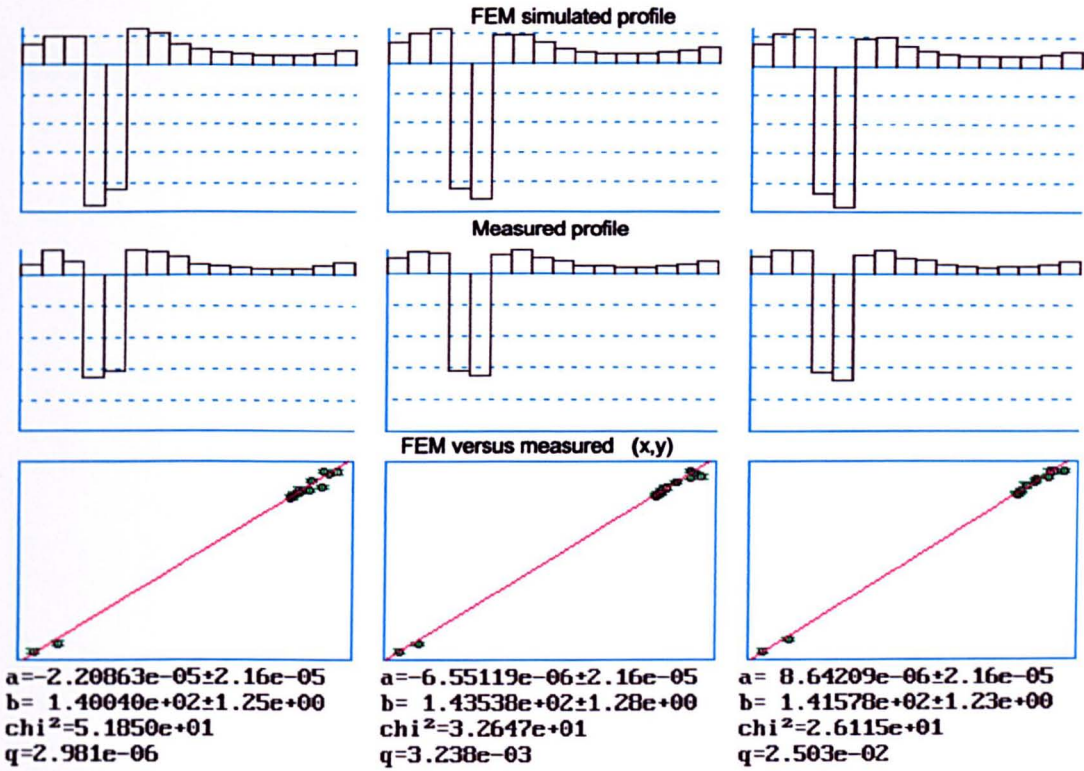 FEM simulated profile
Measured profile
FEM versus measured (x,y)
a=-2.20863e-05±2.16e-05
b= 1.40040e+02±1.25e+00
chi²=5.1850e+01
q=2.981e-06
a=-6.55119e-06±2.16e-05
b= 1.43538e+02±1.28e+00
chi²=3.2647e+01
q=3.238e-03
a= 8.64209e-06±2.16e-05
b= 1.41578e+02±1.23e+00
chi²=2.6115e+01
q=2.503e-02